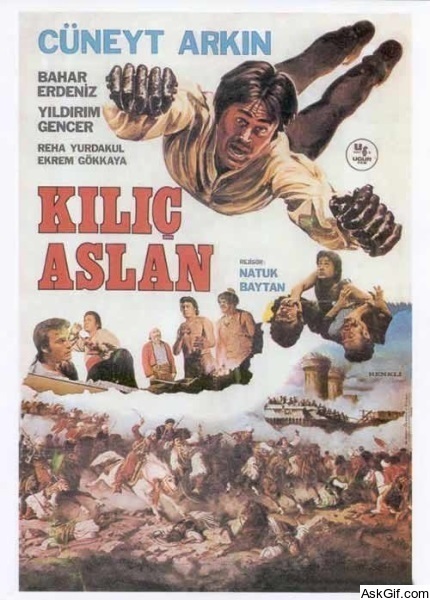 CÜNEYT ARKIN
BAHAR
ERDENİZ
YILDIRIM
GENCER
REHA YURDAKUL
EKREM GÖKKAYA
UGUR
KILIÇ
ASLAN
REJİSÖR:
NATUK
BAYTAN
RENKLİ
AskGif.com